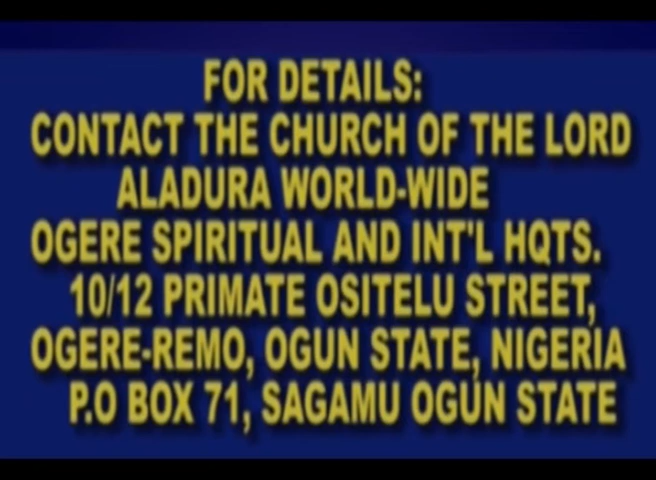 FOR DETAILS:
CONTACT THE CHURCH OF THE LORD
ALADURA WORLD-WIDE
OGERE SPIRITUAL AND INT'L HQTS.
10/12 PRIMATE OSITELU STREET,
OGERE-REMO, OGUN STATE, NIGERIA
P.O BOX 71, SAGAMU OGUN STATE